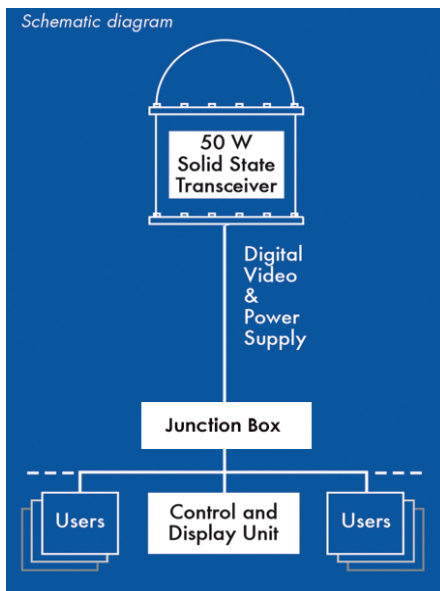 Schematic diagram
50 W
Solid State
Transceiver
Digital
Video
&
Power
Supply
Junction Box
Users
Control and
Display Unit
Users